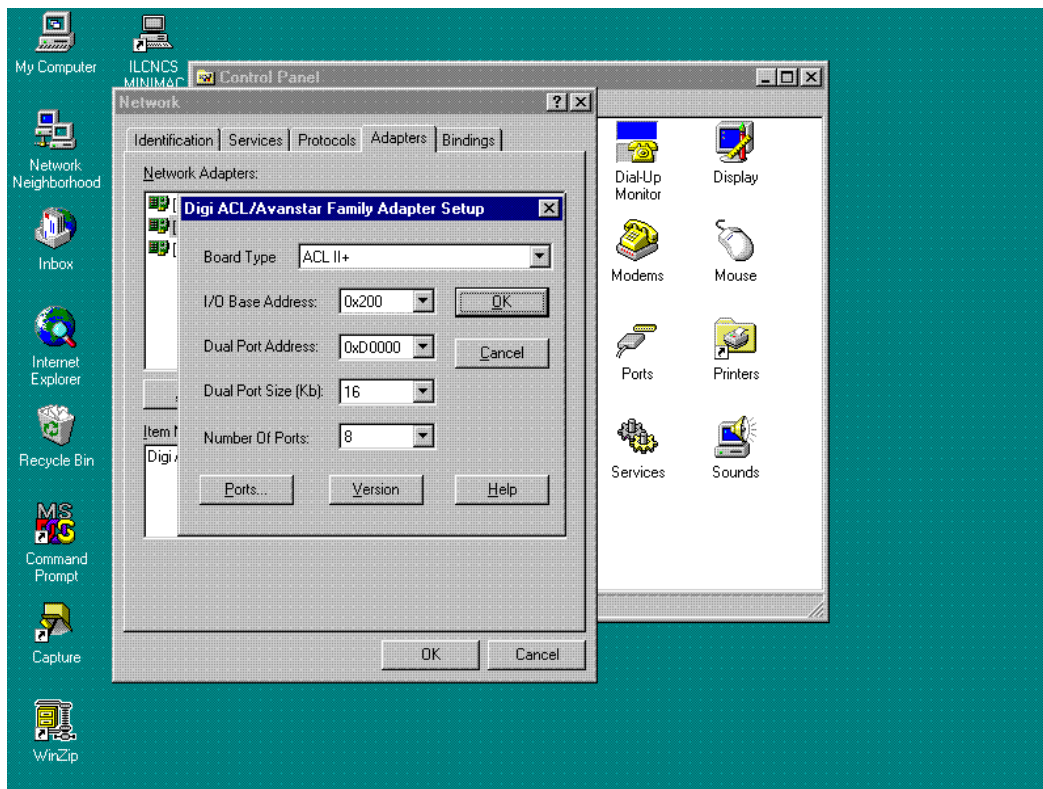 My Computer
ILCNCS
MINIMAC
Network
Neighborhood
Inbox
Internet
Explorer
Recycle Bin
MS
Command
Prompt
Capture
WinZip
Control Panel
Dial-Up
Monitor
Display
Modems
Mouse
Ports
Printers
Services
Sounds
Network
Identification
Services
Protocols
Adapters
Bindings
Network Adapters:
Item
Digi
OK
Cancel
Digi ACL/Avanstar Family Adapter Setup
Board Type
ACL II+
I/O Base Address:
0x200
OK
Dual Port Address:
0xD0000
Cancel
Dual Port Size (Kb):
16
Number Of Ports:
8
Ports...
Version
Help